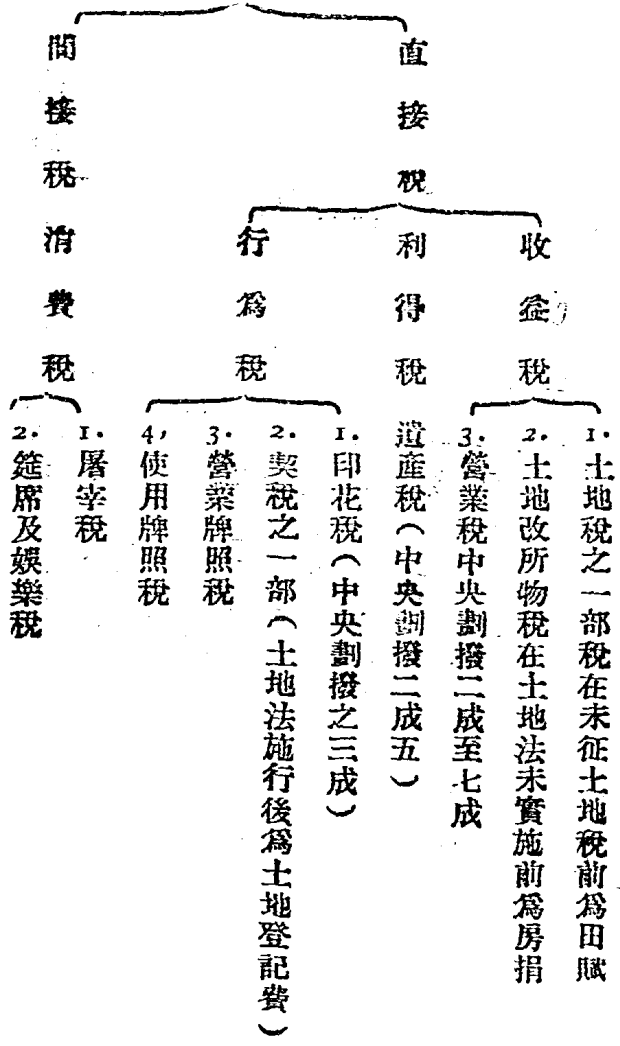 直接稅
收益稅
1.土地稅之一部稅在未征土地稅前爲田賦
2.土地改所物稅在土地法未實施前爲房捐
3.營業稅中央劃撥二成至七成
利得稅 遺產稅（中央劃撥二成五）
行爲稅
1.印花稅（中央劃撥之三成）
2.契稅之一部（土地法施行後爲土地登記費）
3.營業牌照稅
4,使用牌照稅
間接稅 消費稅
1.屠宰稅
2.筵席及娛樂稅